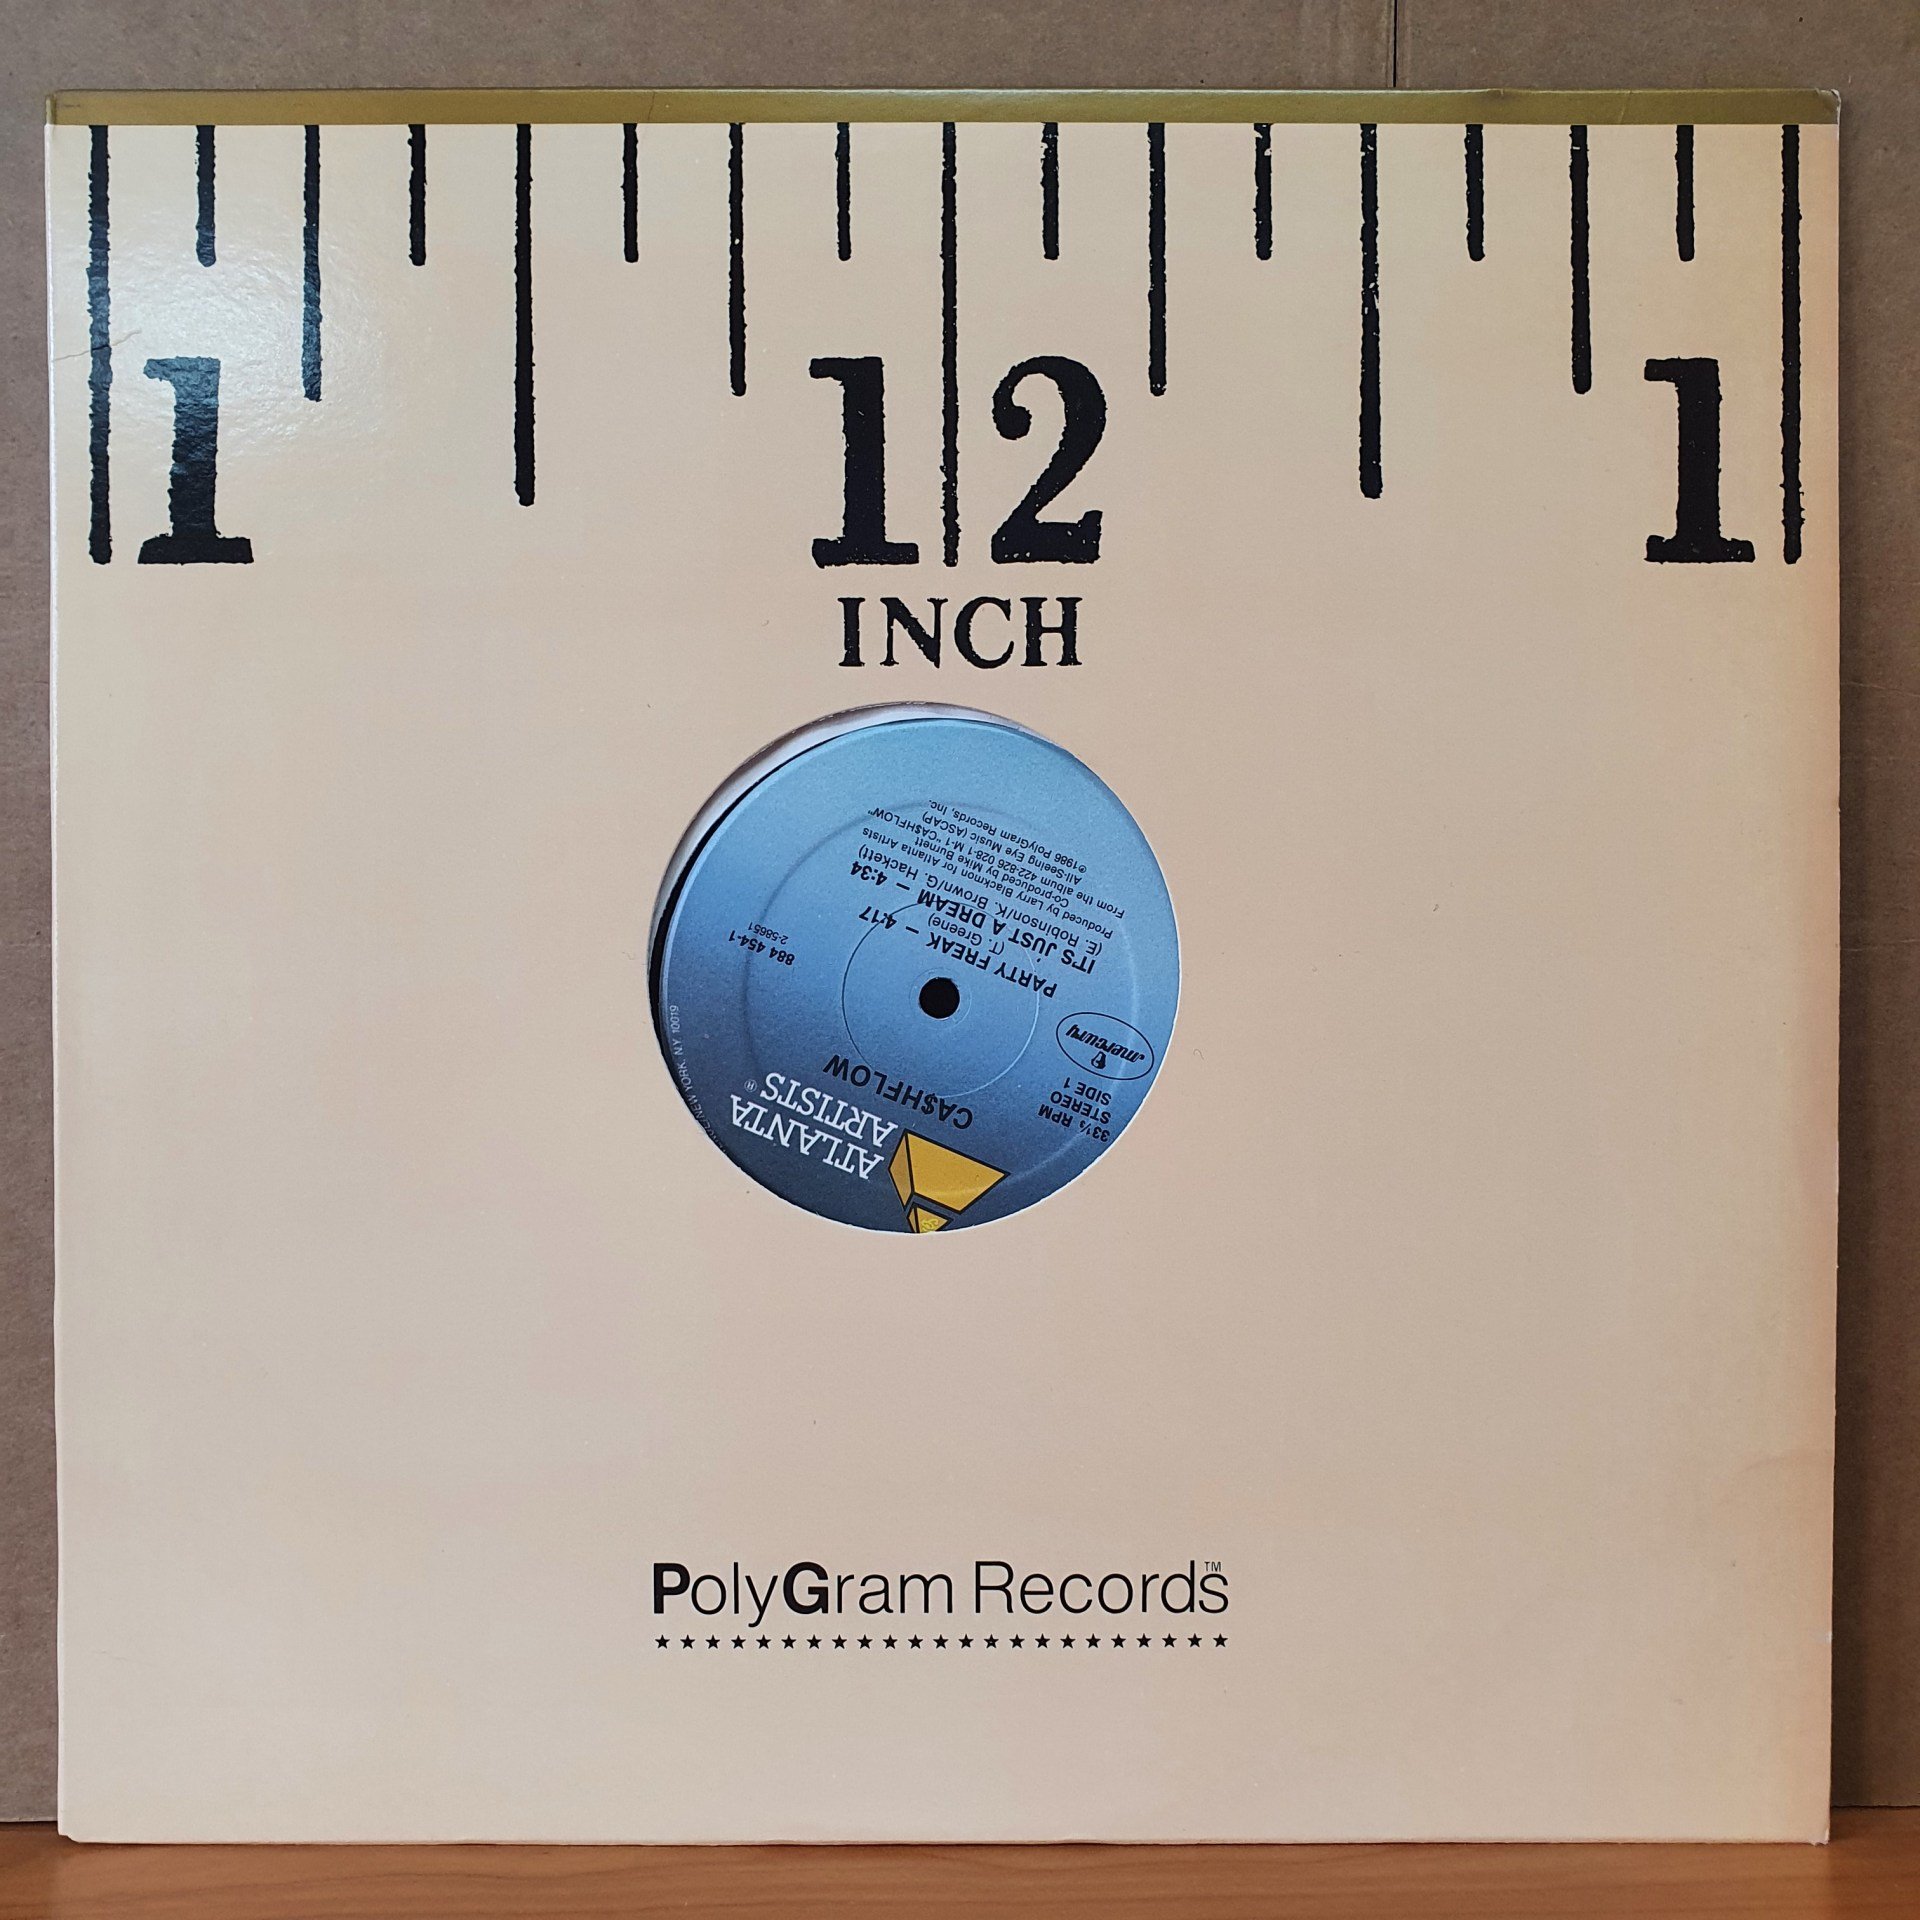 1 12 1
INCH
ATLANTA
ARTISTS ®
CA$HFLOW
33⅓ RPM
STEREO
SIDE 1
mercury
884 454-1
2-58651
PARTY FREAK — 4:17
(T. Greene)
IT'S JUST A DREAM — 4:34
(E. Robinson/K. Brown/G. Hackett)
Produced by Larry Blackmon for Atlanta Artists
Co-produced by Mike Burnett
From the album 422-826 028-1 M-1 "CA$HFLOW"
All-Seeing Eye Music (ASCAP)
℗1986 PolyGram Records, Inc.
NEW YORK, N.Y. 10019
PolyGram Records™